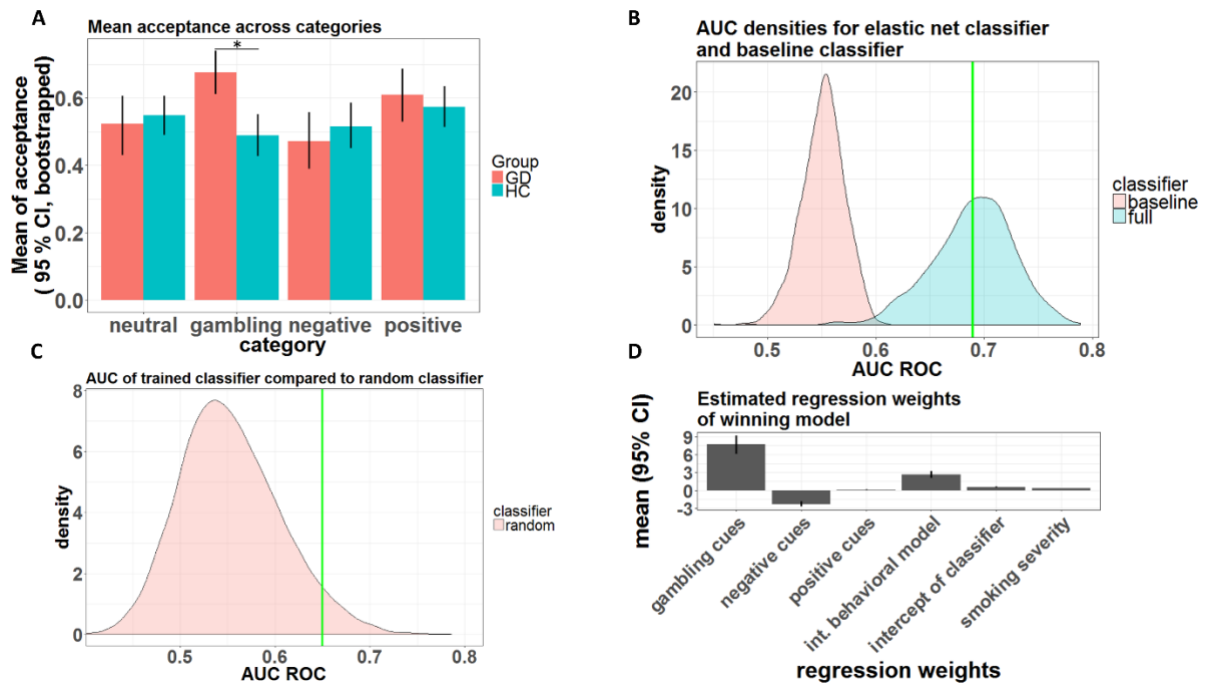 A
Mean acceptance across categories
Mean of acceptance
( 95 % CI, bootstrapped)
0.6
0.4
0.2
0.0
*
neutral gambling negative positive
category
Group
GD
HC
B
AUC densities for elastic net classifier
and baseline classifier
density
20
15
10
5
0
0.5 0.6 0.7 0.8
AUC ROC
classifier
baseline
full
C
AUC of trained classifier compared to random classifier
density
8
6
4
2
0
0.5 0.6 0.7 0.8
AUC ROC
classifier
random
D
Estimated regression weights
of winning model
mean (95% CI)
9
6
3
0
-3
gambling cues
negative cues
positive cues
int. behavioral model
intercept of classifier
smoking severity
regression weights